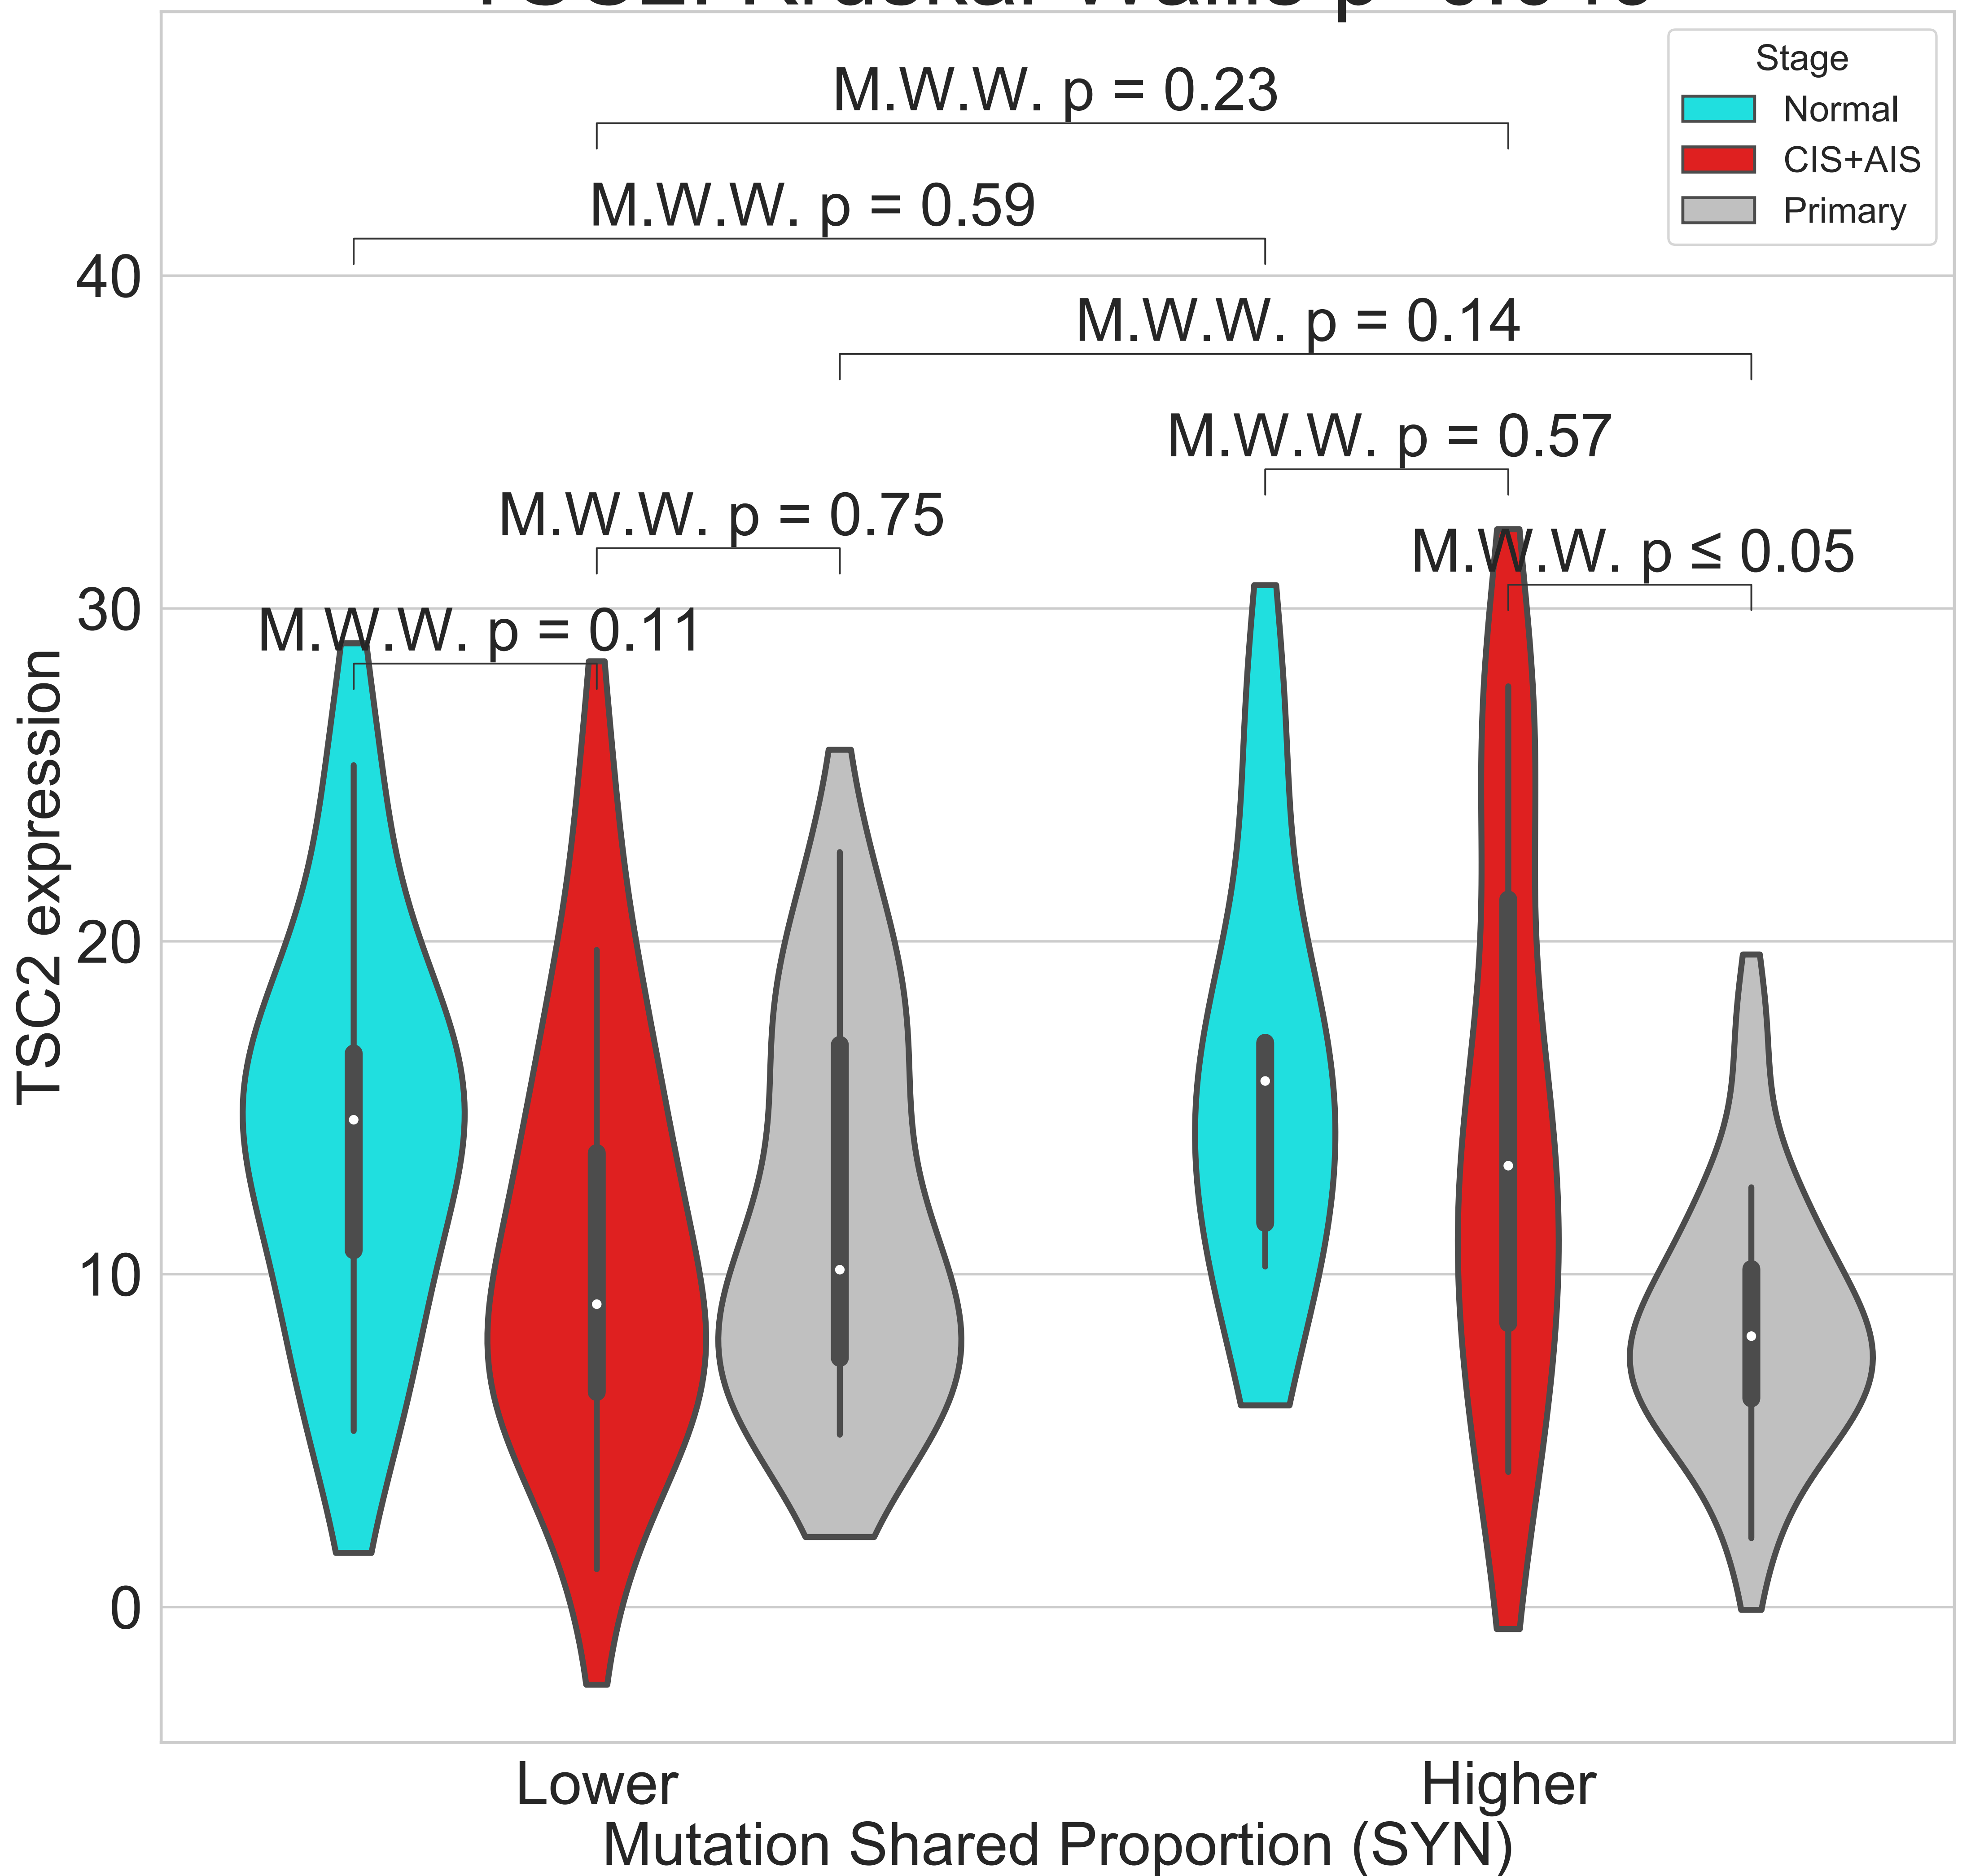 Stage
Normal
CIS+AIS
Primary
M.W.W. p = 0.23
M.W.W. p = 0.59
M.W.W. p = 0.14
M.W.W. p = 0.57
M.W.W. p = 0.75
M.W.W. p ≤ 0.05
M.W.W. p = 0.11
40
30
20
10
0
TSC2 expression
Lower
Higher
Mutation Shared Proportion (SYN)